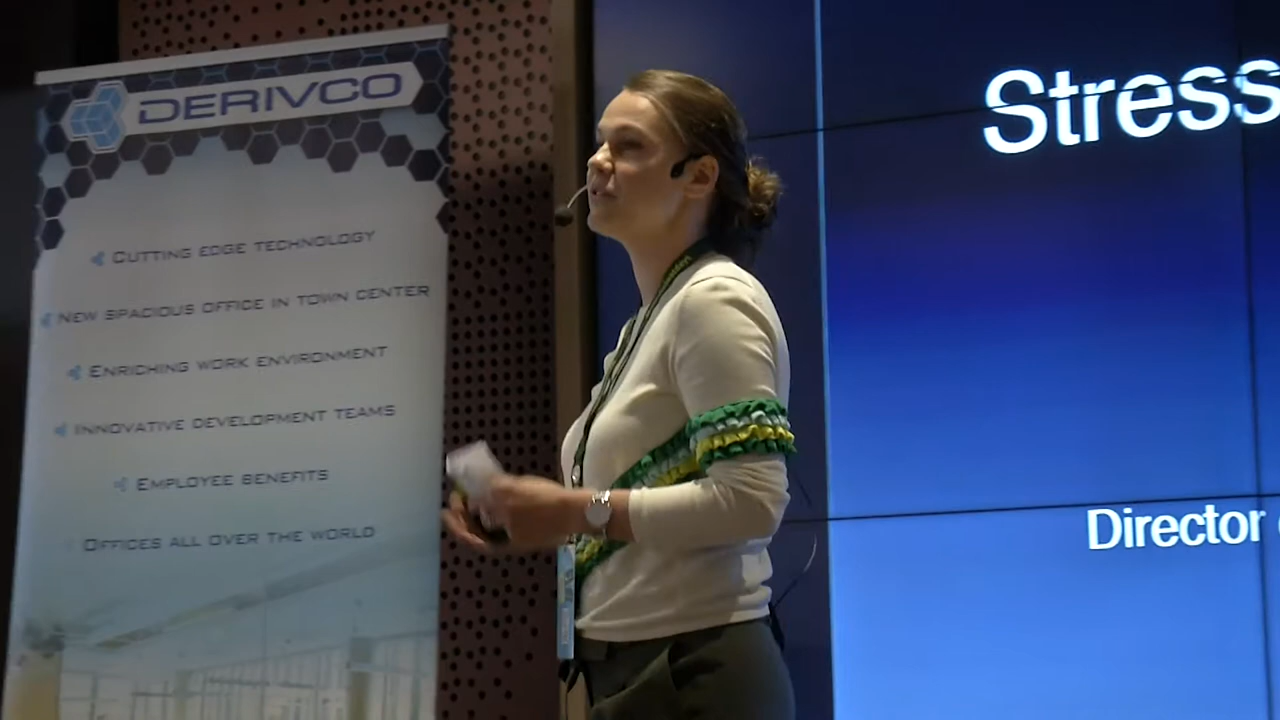 DERIVCO
CUTTING EDGE TECHNOLOGY
NEW SPACIOUS OFFICE IN TOWN CENTER
ENRICHING WORK ENVIRONMENT
INNOVATIVE DEVELOPMENT TEAMS
EMPLOYEE BENEFITS
OFFICES ALL OVER THE WORLD
Stress
Director